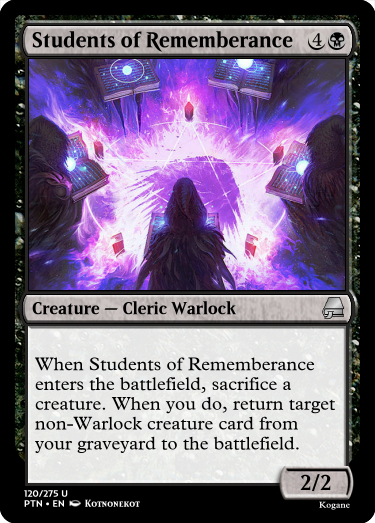 Students of Rememberance 4
Creature — Cleric Warlock
When Students of Rememberance
enters the battlefield, sacrifice a
creature. When you do, return target
non-Warlock creature card from
your graveyard to the battlefield.
2/2
120/275 U
PTN • EN Kotnonekot
Kogane